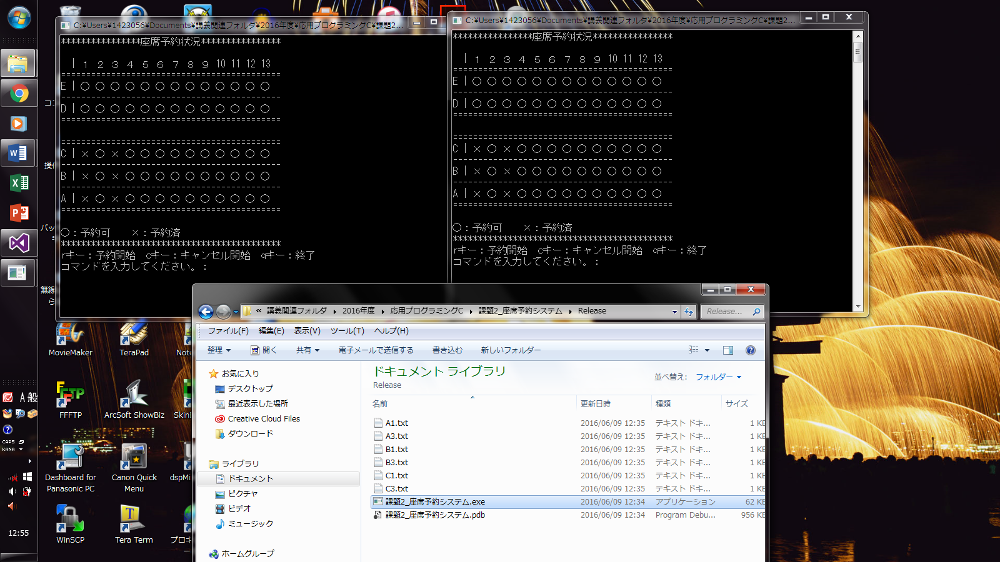 C:¥Users¥1423056¥Documents¥講義関連フォルダ¥2016年度¥応用プログラミングC¥課題2...
****************座席予約状況****************
| 1 2 3 4 5 6 7 8 9 10 11 12 13
============================================
E | ○ ○ ○ ○ ○ ○ ○ ○ ○ ○ ○ ○ ○
--------------------------------------------
D | ○ ○ ○ ○ ○ ○ ○ ○ ○ ○ ○ ○ ○
============================================
============================================
C | × ○ × ○ ○ ○ ○ ○ ○ ○ ○ ○ ○
--------------------------------------------
B | × ○ × ○ ○ ○ ○ ○ ○ ○ ○ ○ ○
--------------------------------------------
A | × ○ × ○ ○ ○ ○ ○ ○ ○ ○ ○ ○
============================================
○：予約可　　×：予約済
********************************************
rキー：予約開始　cキー：キャンセル開始　qキー：終了
コマンドを入力してください。：
C:¥Users¥1423056¥Documents¥講義関連フォルダ¥2016年度¥応用プログラミングC¥課題2...
****************座席予約状況****************
| 1 2 3 4 5 6 7 8 9 10 11 12 13
============================================
E | ○ ○ ○ ○ ○ ○ ○ ○ ○ ○ ○ ○ ○
--------------------------------------------
D | ○ ○ ○ ○ ○ ○ ○ ○ ○ ○ ○ ○ ○
============================================
============================================
C | × ○ × ○ ○ ○ ○ ○ ○ ○ ○ ○ ○
--------------------------------------------
B | × ○ × ○ ○ ○ ○ ○ ○ ○ ○ ○ ○
--------------------------------------------
A | × ○ × ○ ○ ○ ○ ○ ○ ○ ○ ○ ○
============================================
○：予約可　　×：予約済
********************************************
rキー：予約開始　cキー：キャンセル開始　qキー：終了
コマンドを入力してください。：
« 講義関連フォルダ ▸ 2016年度 ▸ 応用プログラミングC ▸ 課題2_座席予約システム ▸ Release
Release...
ファイル(F) 編集(E) 表示(V) ツール(T) ヘルプ(H)
整理 開く 共有 電子メールで送信する 書き込む 新しいフォルダー
お気に入り
デスクトップ
最近表示した場所
Creative Cloud Files
ダウンロード
ライブラリ
ドキュメント
ピクチャ
ビデオ
ミュージック
ホームグループ
ドキュメント ライブラリ
Release
並べ替え: フォルダー
名前 更新日時 種類 サイズ
A1.txt 2016/06/09 12:35 テキスト ドキ... 1 KB
A3.txt 2016/06/09 12:35 テキスト ドキ... 1 KB
B1.txt 2016/06/09 12:35 テキスト ドキ... 1 KB
B3.txt 2016/06/09 12:35 テキスト ドキ... 1 KB
C1.txt 2016/06/09 12:35 テキスト ドキ... 1 KB
C3.txt 2016/06/09 12:35 テキスト ドキ... 1 KB
課題2_座席予約システム.exe 2016/06/09 12:34 アプリケーション 62 KB
課題2_座席予約システム.pdb 2016/06/09 12:34 Program Debu... 956 KB
MovieMaker
TeraPad
Note
FFFTP
ArcSoft ShowBiz
Skin
Dashboard for
Panasonic PC
Canon Quick
Menu
dspMi
WinSCP
Tera Term
プロキ
A 般
CAPS
KANA
12:55